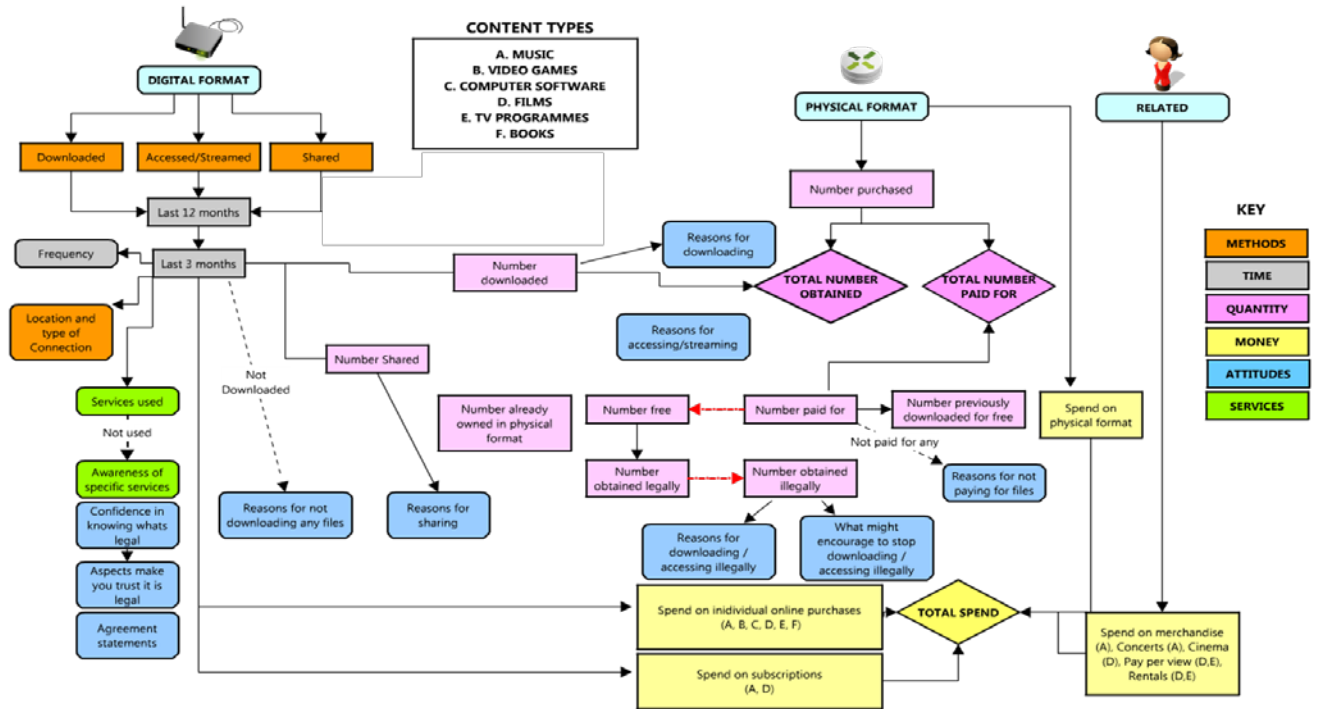 CONTENT TYPES
A. MUSIC
B. VIDEO GAMES
C. COMPUTER SOFTWARE
D. FILMS
E. TV PROGRAMMES
F. BOOKS
DIGITAL FORMAT
PHYSICAL FORMAT
RELATED
Downloaded
Accessed/Streamed
Shared
Number purchased
Last 12 months
KEY
METHODS
TIME
QUANTITY
MONEY
ATTITUDES
SERVICES
Frequency
Last 3 months
Number
downloaded
Reasons for
downloading
TOTAL NUMBER
OBTAINED
TOTAL NUMBER
PAID FOR
Location and
type of
Connection
Reasons for
accessing/streaming
Number Shared
Not
Downloaded
Services used
Number already
owned in physical
format
Number free
Number paid for
Number previously
downloaded for free
Spend on
physical format
Not used
Not paid for any
Awareness of
specific services
Number
obtained legally
Number obtained
illegally
Reasons for not
paying for files
Confidence in
knowing whats
legal
Reasons for not
downloading any files
Reasons for
sharing
Reasons for
downloading /
accessing illegally
What might
encourage to stop
downloading /
accessing illegally
Aspects make
you trust it is
legal
Agreement
statements
Spend on inidividual online purchases
(A, B, C, D, E, F)
TOTAL SPEND
Spend on merchandise
(A), Concerts (A), Cinema
(D), Pay per view (D,E),
Rentals (D,E)
Spend on subscriptions
(A, D)